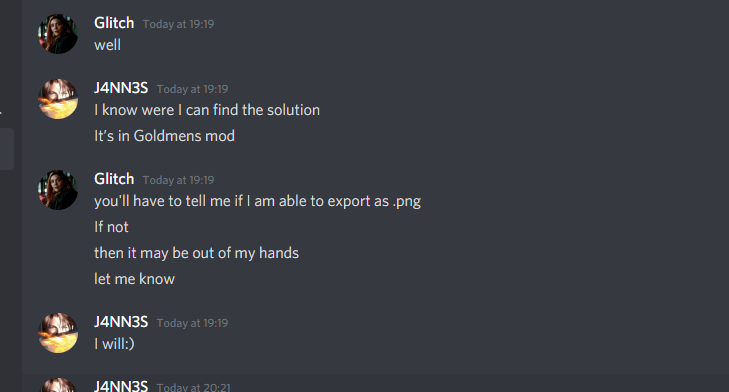 Glitch Today at 19:19
well
J4NN3S Today at 19:19
I know were I can find the solution
It's in Goldmens mod
Glitch Today at 19:19
you'll have to tell me if I am able to export as .png
If not
then it may be out of my hands
let me know
J4NN3S Today at 19:19
I will:)
J4NN3S Today at 20:21